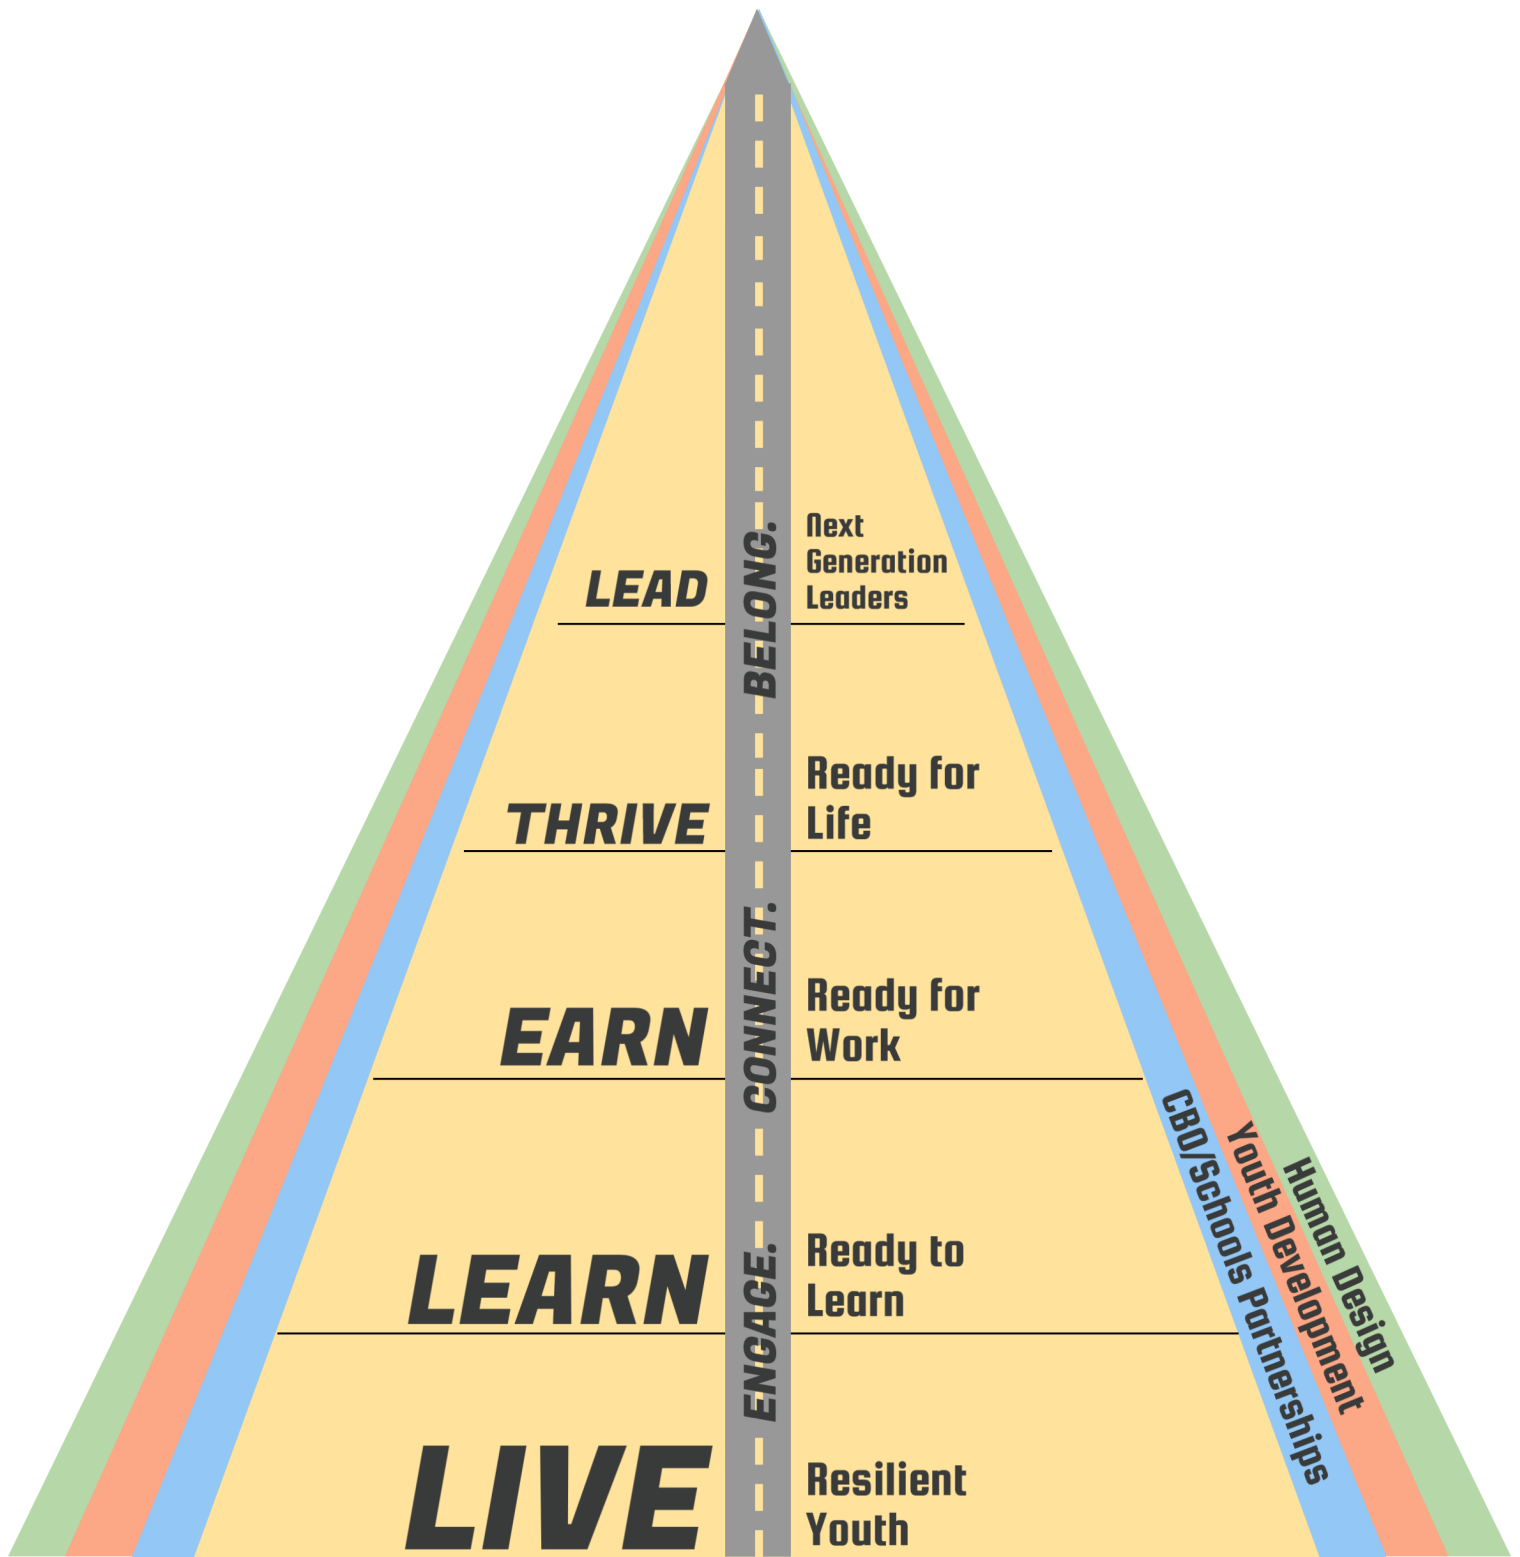 BELONG.
LEAD
Next
Generation
Leaders
THRIVE
Ready for
Life
CONNECT.
EARN
Ready for
Work
ENGAGE.
LEARN
Ready to
Learn
LIVE
Resilient
Youth
CBO/Schools Partnerships
Youth Development
Human Design